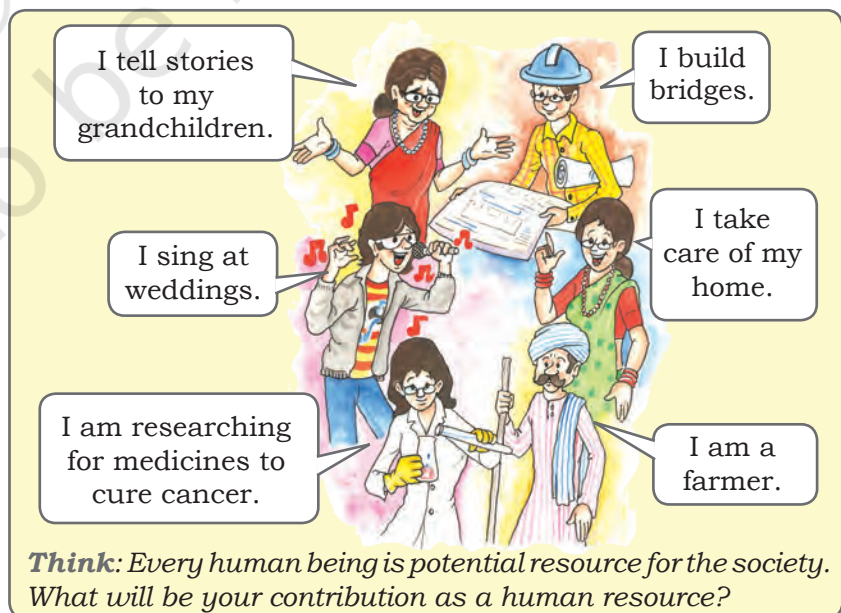 I tell stories
to my
grandchildren.
I build
bridges.
I sing at
weddings.
I take
care of my
home.
I am researching
for medicines to
cure cancer.
I am a
farmer.
Think: Every human being is potential resource for the society.
What will be your contribution as a human resource?
to be